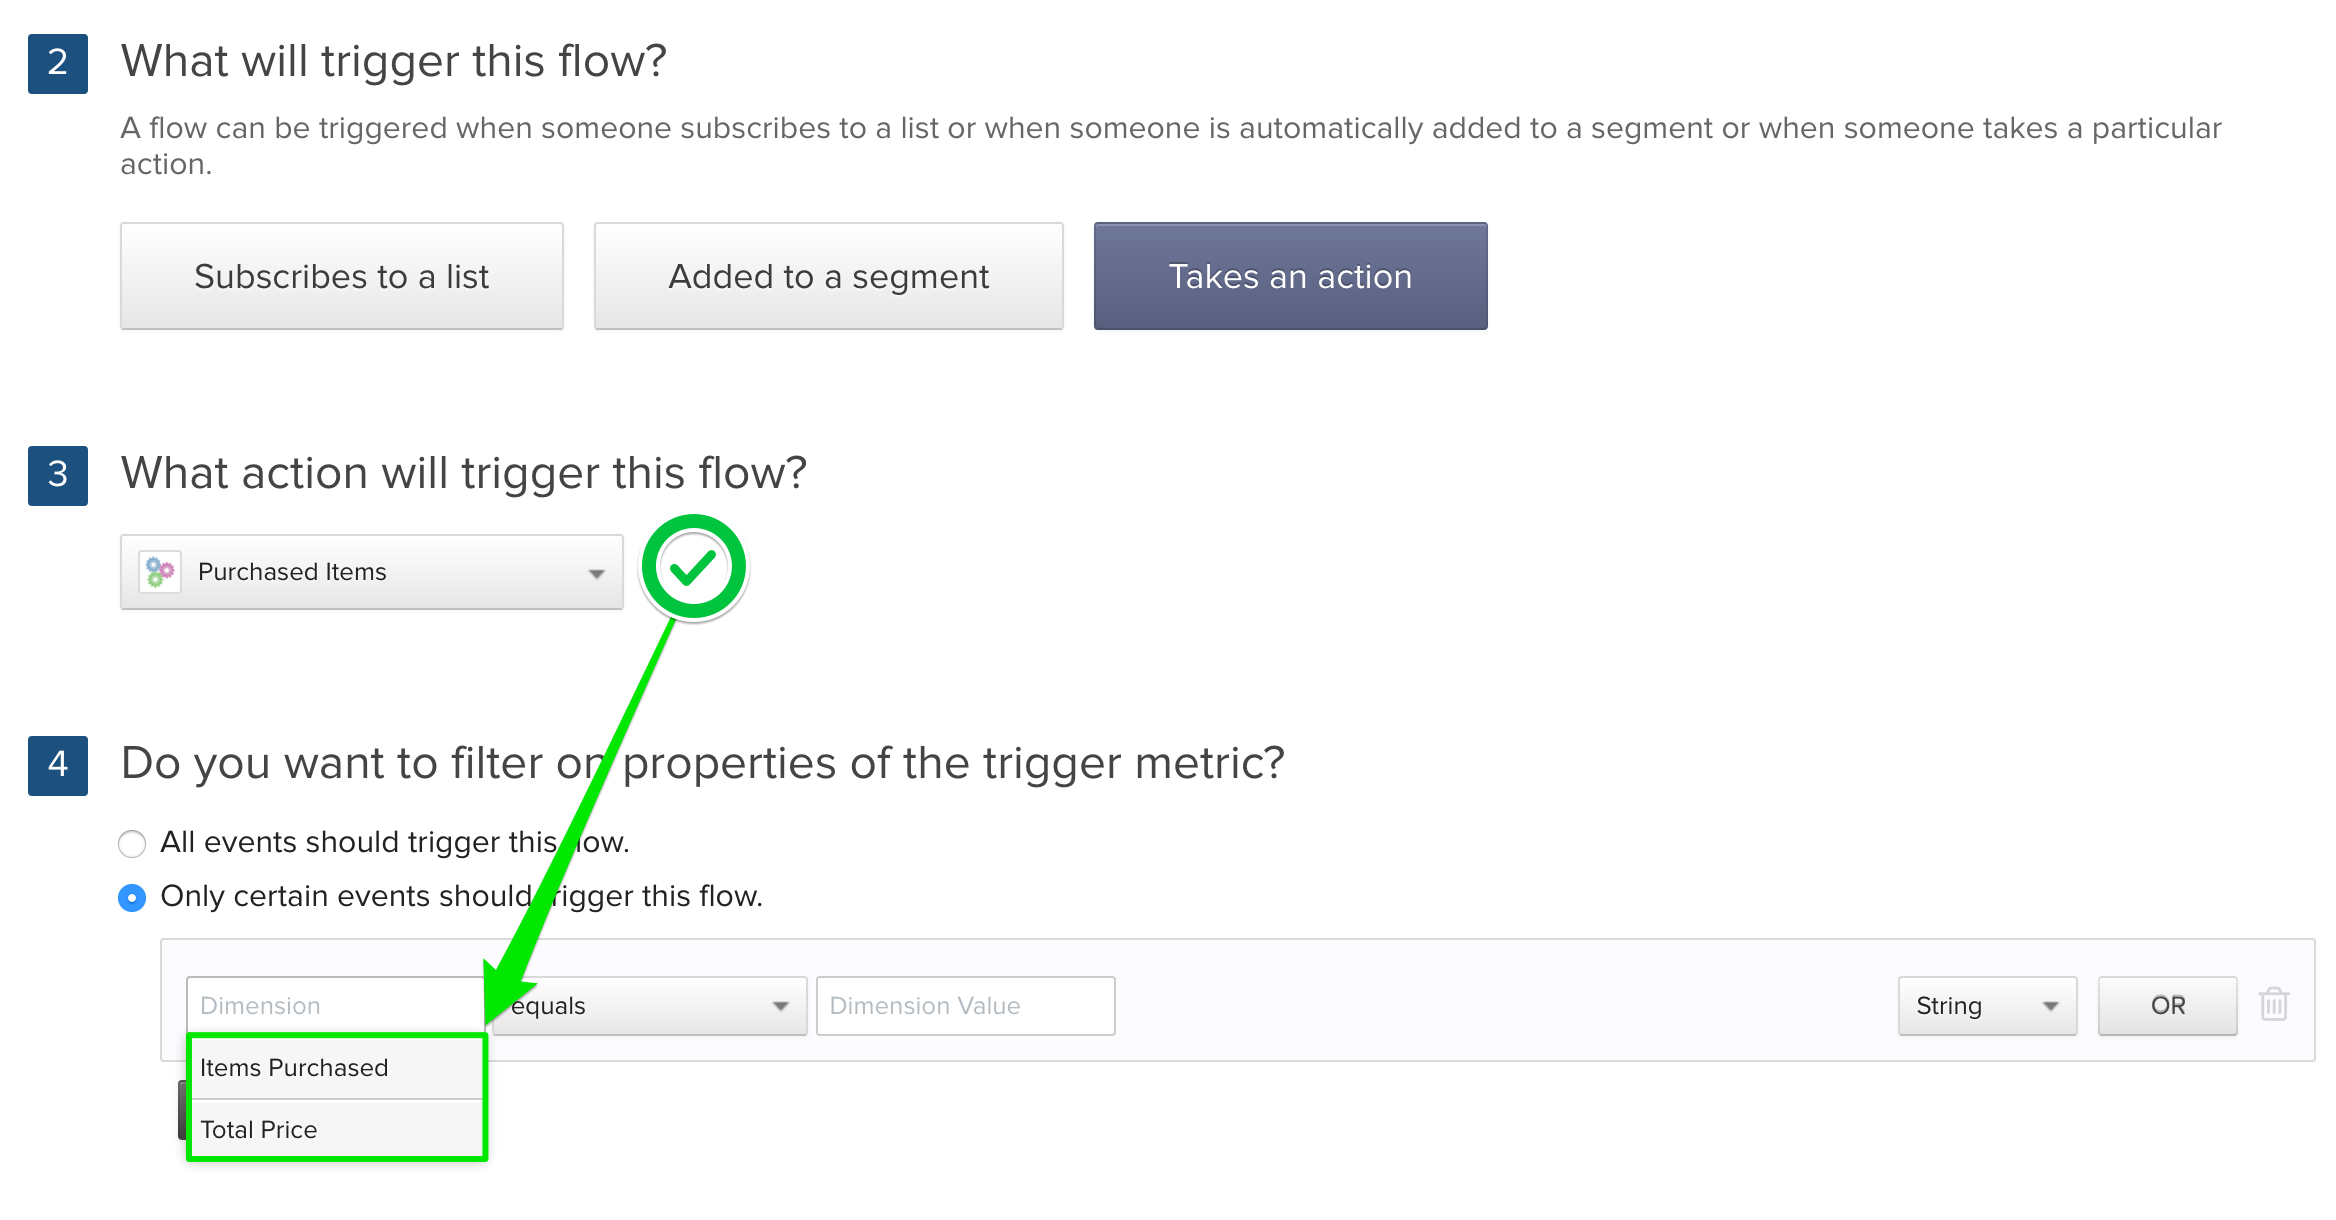 2
What will trigger this flow?
A flow can be triggered when someone subscribes to a list or when someone is automatically added to a segment or when someone takes a particular
action.
Subscribes to a list
Added to a segment
Takes an action
3
What action will trigger this flow?
Purchased Items
4
Do you want to filter on properties of the trigger metric?
All events should trigger this flow.
Only certain events should trigger this flow.
Dimension
equals
Dimension Value
String
OR
Items Purchased
Total Price